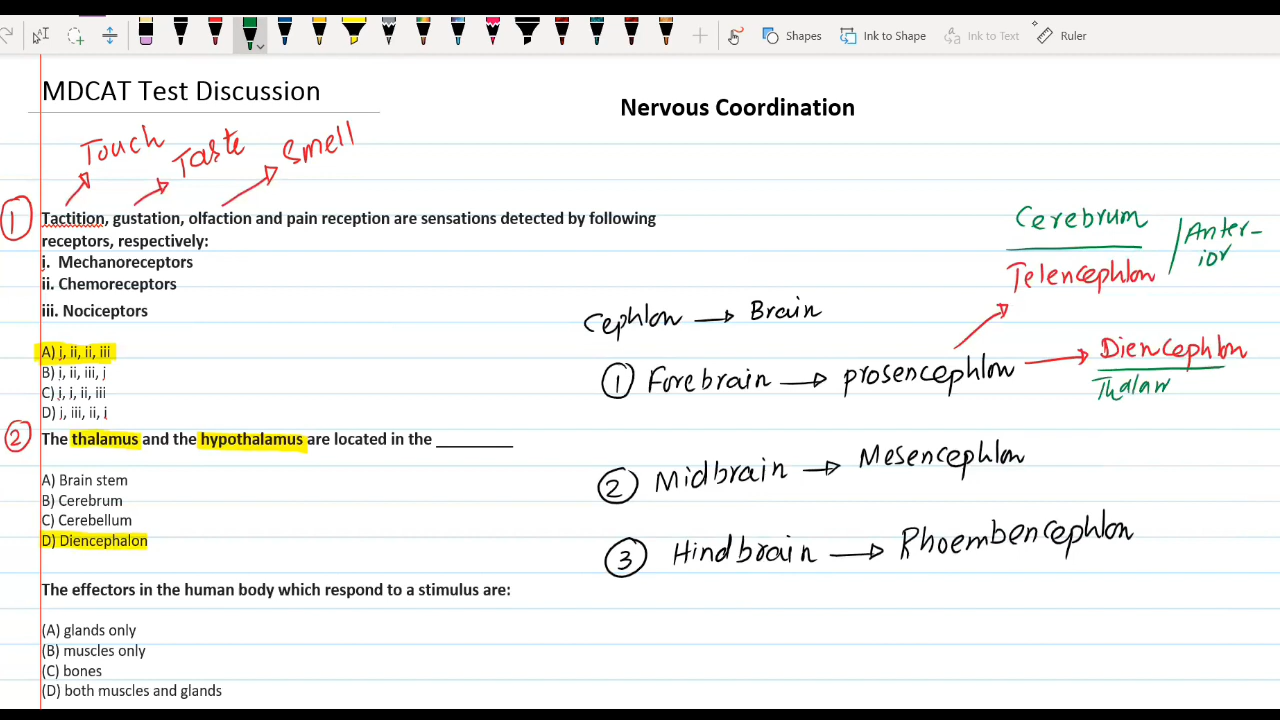 Shapes
Ink to Shape
Ink to Text
Ruler
MDCAT Test Discussion
Nervous Coordination
Touch
Taste
Smell
1
Tactition, gustation, olfaction and pain reception are sensations detected by following
receptors, respectively:
i. Mechanoreceptors
ii. Chemoreceptors
iii. Nociceptors
A) i, ii, ii, iii
B) i, ii, iii, i
C) i, i, ii, iii
D) i, iii, ii, i
2
The thalamus and the hypothalamus are located in the ________
A) Brain stem
B) Cerebrum
C) Cerebellum
D) Diencephalon
The effectors in the human body which respond to a stimulus are:
(A) glands only
(B) muscles only
(C) bones
(D) both muscles and glands
Cephlon → Brain
1 Forebrain → prosencephlon
Cerebrum
Telencephlon
/ Anter-
ior
Diencephlon
Thalam
2 Midbrain → Mesencephlon
3 Hindbrain → Rhoembencephlon